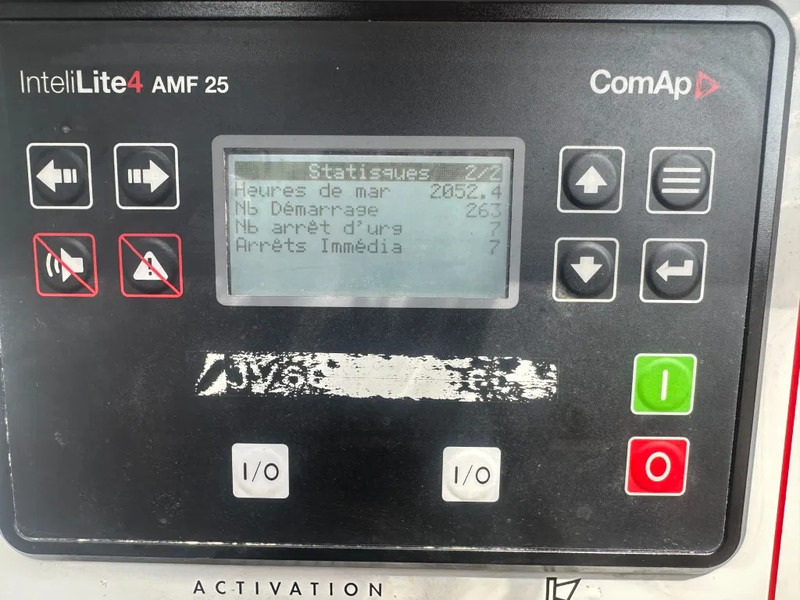 InteliLite4 AMF 25
ComAp
Statisques 2/2
Heures de mar 2052.4
Nb Démarrage 263
Nb arrêt d'urg 7
Arrêts Immédia 7
I
I/O
I/O
O
ACTIVATION